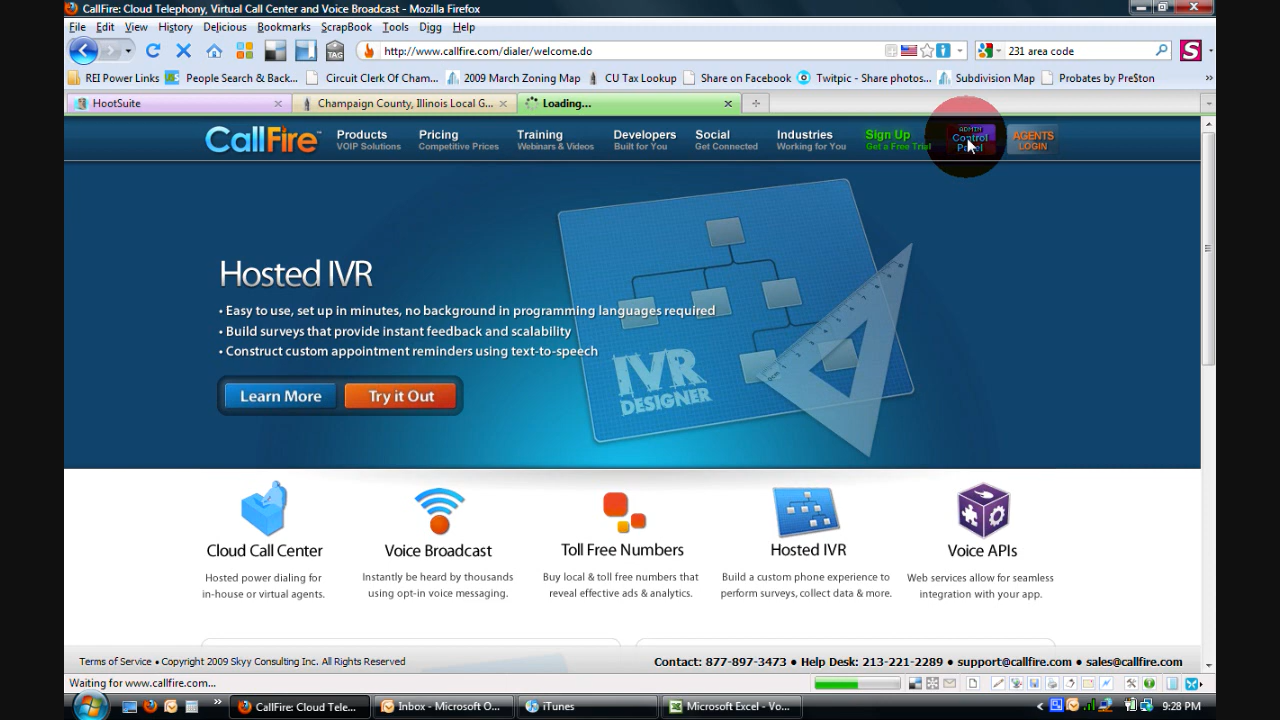 CallFire: Cloud Telephony, Virtual Call Center and Voice Broadcast - Mozilla Firefox
File Edit View History Delicious Bookmarks ScrapBook Tools Digg Help
TAG http://www.callfire.com/dialer/welcome.do 231 area code S
REI Power Links People Search & Back... Circuit Clerk Of Cham... 2009 March Zoning Map CU Tax Lookup Share on Facebook Twitpic - Share photos... Subdivision Map Probates by Pre$ton »
HootSuite Champaign County, Illinois Local G... Loading...
CallFire™ Products Pricing Training Developers Social Industries Sign Up ADMIN Control Panel AGENTS LOGIN
VOIP Solutions Competitive Prices Webinars & Videos Built for You Get Connected Working for You Get a Free Trial
Hosted IVR
• Easy to use, set up in minutes, no background in programming languages required
• Build surveys that provide instant feedback and scalability
• Construct custom appointment reminders using text-to-speech
IVR
DESIGNER
Learn More Try it Out
Cloud Call Center Voice Broadcast Toll Free Numbers Hosted IVR Voice APIs
Hosted power dialing for Instantly be heard by thousands Buy local & toll free numbers that Build a custom phone experience to Web services allow for seamless
in-house or virtual agents. using opt-in voice messaging. reveal effective ads & analytics. perform surveys, collect data & more. integration with your app.
Terms of Service • Copyright 2009 Skyy Consulting Inc. All Rights Reserved Contact: 877-897-3473 • Help Desk: 213-221-2289 • support@callfire.com • sales@callfire.com
Waiting for www.callfire.com...
» CallFire: Cloud Tele... Inbox - Microsoft O... iTunes Microsoft Excel - Vo... 9:28 PM